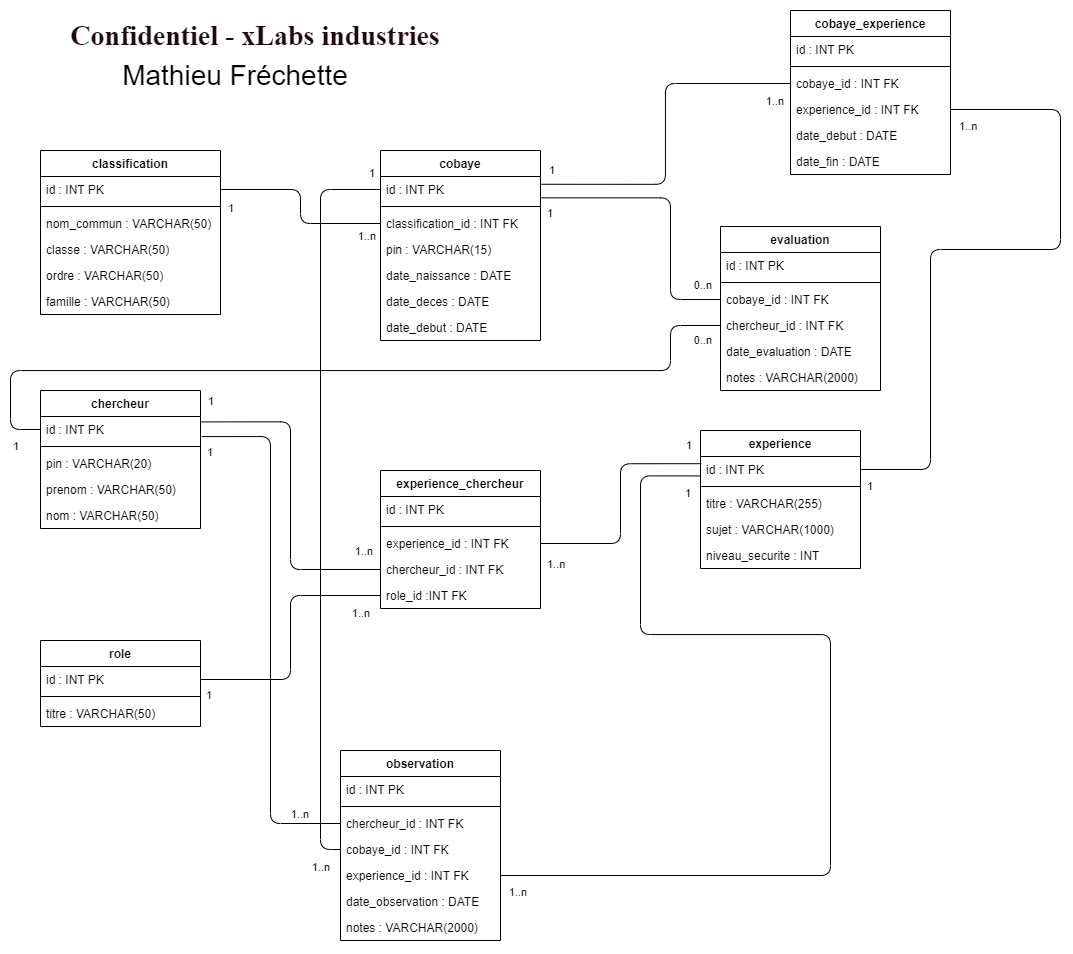 Confidentiel - xLabs industries
Mathieu Fréchette
cobaye_experience
id : INT PK
cobaye_id : INT FK
experience_id : INT FK
date_debut : DATE
date_fin : DATE
1..n
1..n
classification
id : INT PK
nom_commun : VARCHAR(50)
classe : VARCHAR(50)
ordre : VARCHAR(50)
famille : VARCHAR(50)
1
1..n
cobaye
id : INT PK
classification_id : INT FK
pin : VARCHAR(15)
date_naissance : DATE
date_deces : DATE
date_debut : DATE
1
1
1
evaluation
id : INT PK
cobaye_id : INT FK
chercheur_id : INT FK
date_evaluation : DATE
notes : VARCHAR(2000)
0..n
0..n
chercheur
id : INT PK
pin : VARCHAR(20)
prenom : VARCHAR(50)
nom : VARCHAR(50)
1
1
1
experience_chercheur
id : INT PK
experience_id : INT FK
chercheur_id : INT FK
role_id :INT FK
1..n
1..n
1..n
experience
id : INT PK
titre : VARCHAR(255)
sujet : VARCHAR(1000)
niveau_securite : INT
1
1
1
role
id : INT PK
titre : VARCHAR(50)
1
observation
id : INT PK
chercheur_id : INT FK
cobaye_id : INT FK
experience_id : INT FK
date_observation : DATE
notes : VARCHAR(2000)
1..n
1..n
1..n